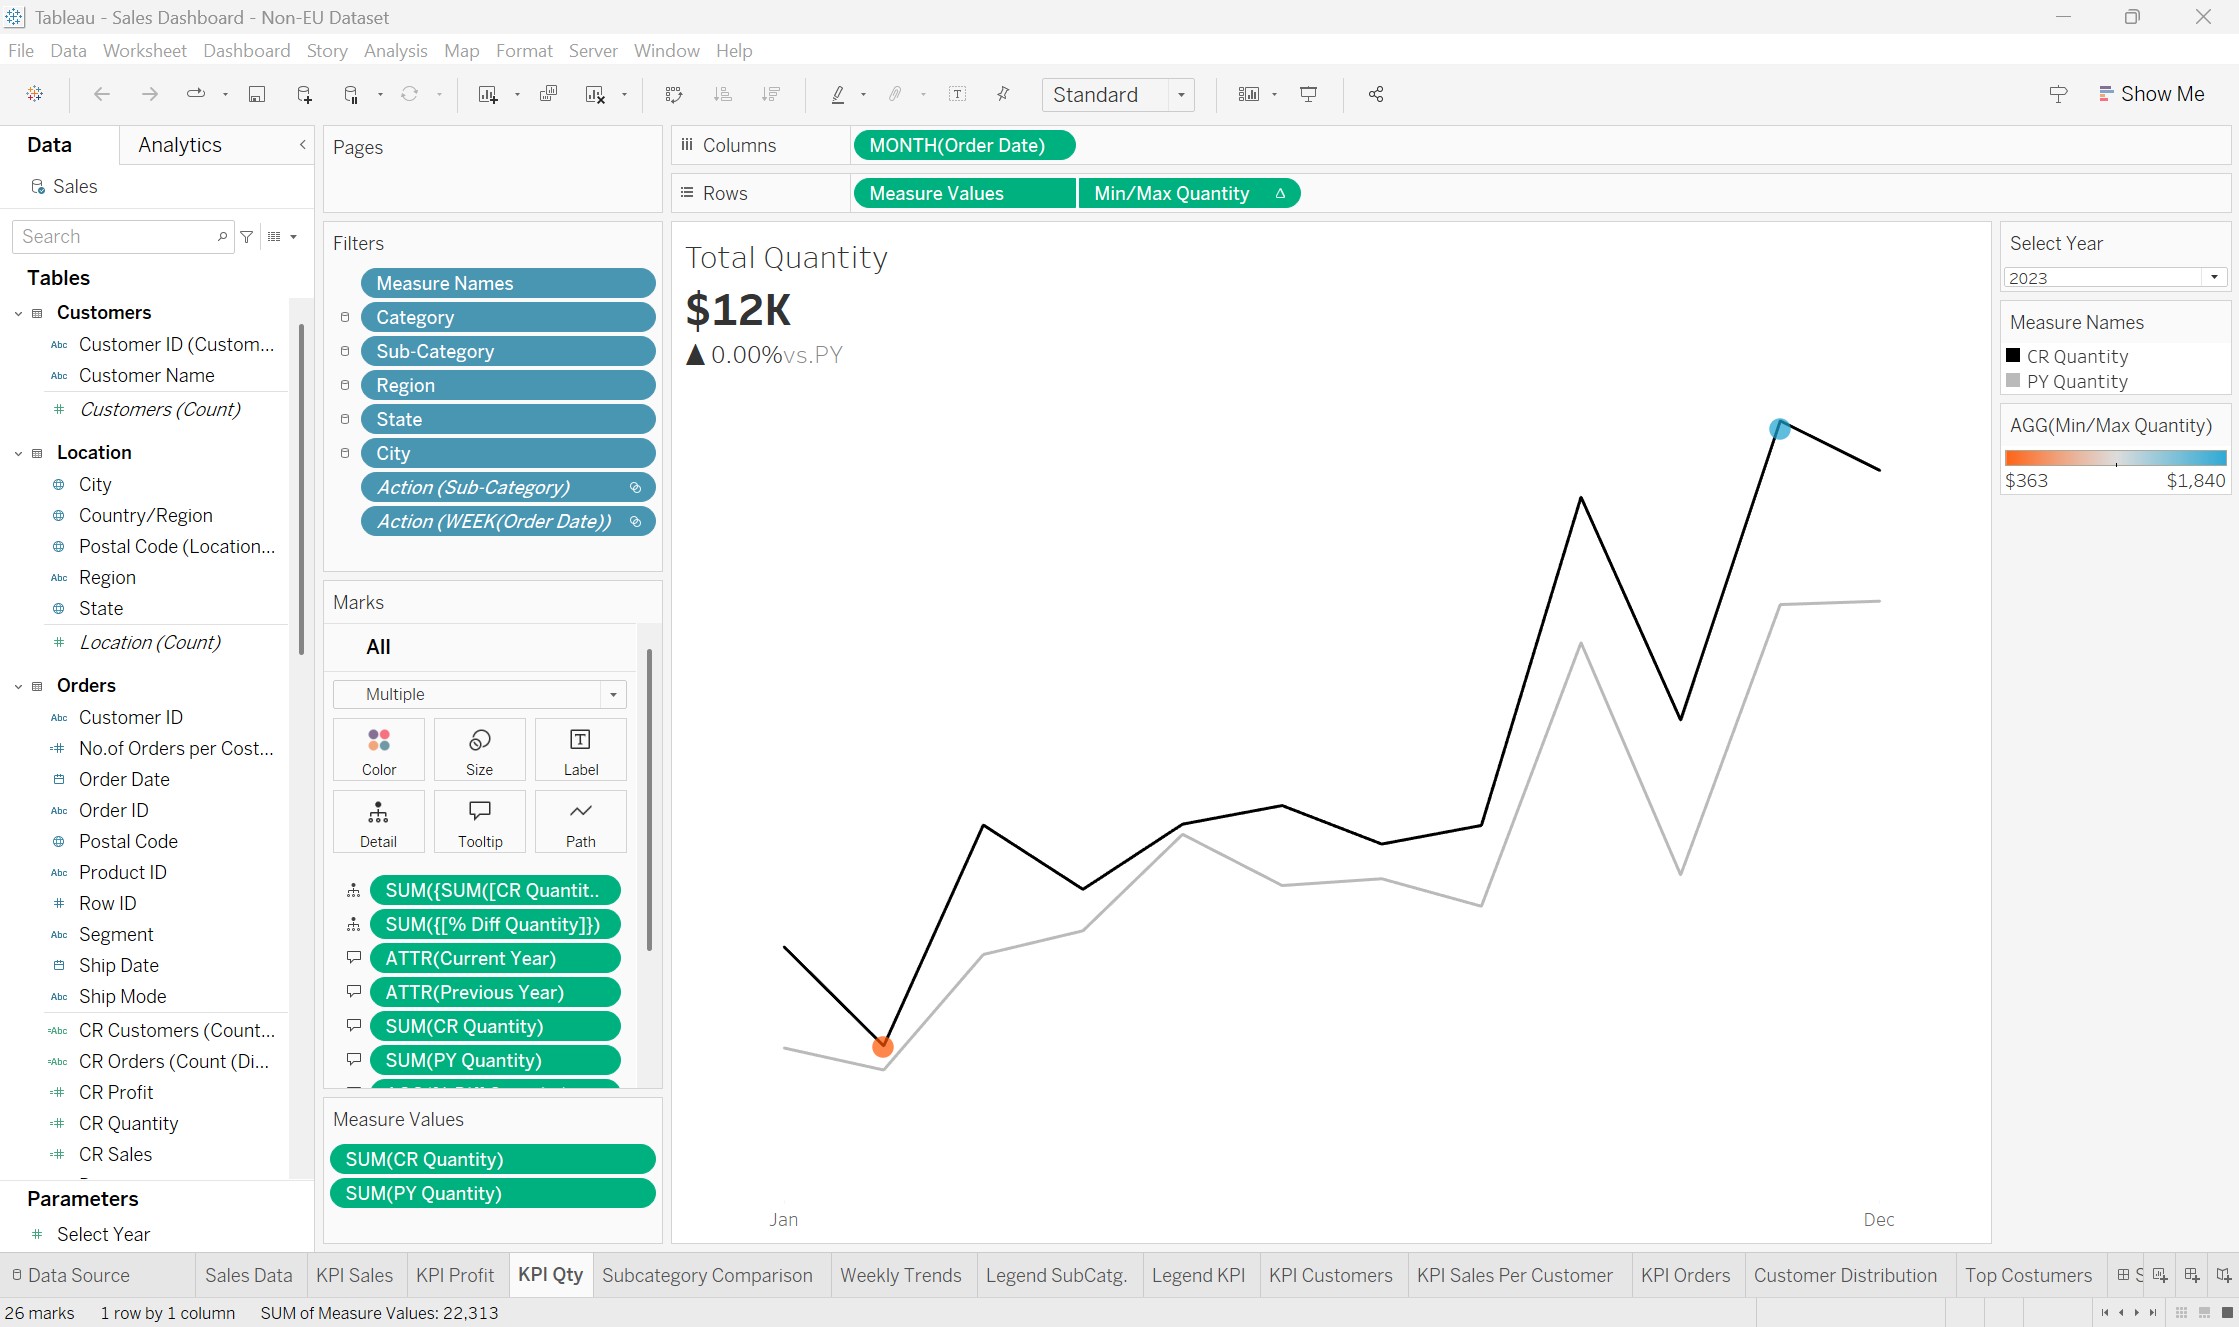 Tableau - Sales Dashboard - Non-EU Dataset
File Data Worksheet Dashboard Story Analysis Map Format Server Window Help
Standard
Show Me
Data
Analytics
Sales
Search
Tables
Customers
Abc Customer ID (Custom...
Abc Customer Name
# Customers (Count)
Location
City
Country/Region
Postal Code (Location...
Abc Region
State
# Location (Count)
Orders
Abc Customer ID
=# No.of Orders per Cost...
Order Date
Abc Order ID
Postal Code
Abc Product ID
# Row ID
Abc Segment
Ship Date
Abc Ship Mode
=Abc CR Customers (Count...
=Abc CR Orders (Count (Di...
=# CR Profit
=# CR Quantity
=# CR Sales
Parameters
# Select Year
Pages
Filters
Measure Names
Category
Sub-Category
Region
State
City
Action (Sub-Category)
Action (WEEK(Order Date))
Marks
All
Multiple
Color
Size
Label
Detail
Tooltip
Path
SUM({SUM([CR Quantit..
SUM({[% Diff Quantity]})
ATTR(Current Year)
ATTR(Previous Year)
SUM(CR Quantity)
SUM(PY Quantity)
Measure Values
SUM(CR Quantity)
SUM(PY Quantity)
Columns
MONTH(Order Date)
Rows
Measure Values
Min/Max Quantity
Total Quantity
$12K
▲ 0.00%vs.PY
Jan
Dec
Select Year
2023
Measure Names
CR Quantity
PY Quantity
AGG(Min/Max Quantity)
$363
$1,840
Data Source
Sales Data
KPI Sales
KPI Profit
KPI Qty
Subcategory Comparison
Weekly Trends
Legend SubCatg.
Legend KPI
KPI Customers
KPI Sales Per Customer
KPI Orders
Customer Distribution
Top Costumers
26 marks
1 row by 1 column
SUM of Measure Values: 22,313